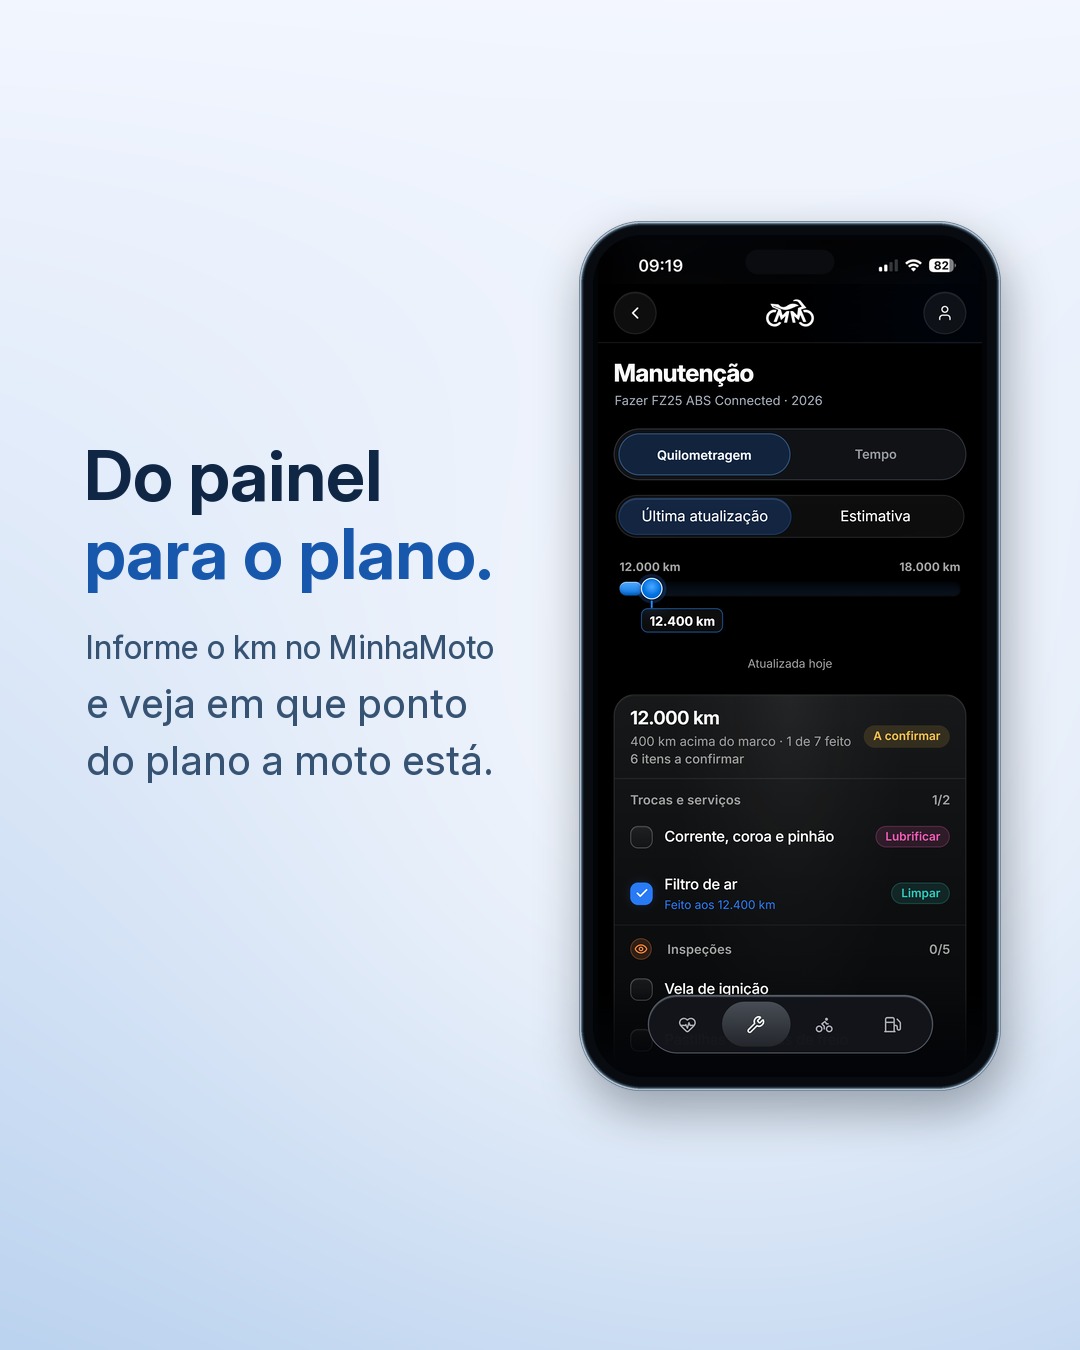 Do painel
para o plano.
Informe o km no MinhaMoto
e veja em que ponto
do plano a moto está.
09:19
82
MM
Manutenção
Fazer FZ25 ABS Connected · 2026
Quilometragem
Tempo
Última atualização
Estimativa
12.000 km
18.000 km
12.400 km
Atualizada hoje
12.000 km
400 km acima do marco · 1 de 7 feito
6 itens a confirmar
A confirmar
Trocas e serviços
1/2
Corrente, coroa e pinhão
Lubrificar
Filtro de ar
Feito aos 12.400 km
Limpar
Inspeções
0/5
Vela de ignição